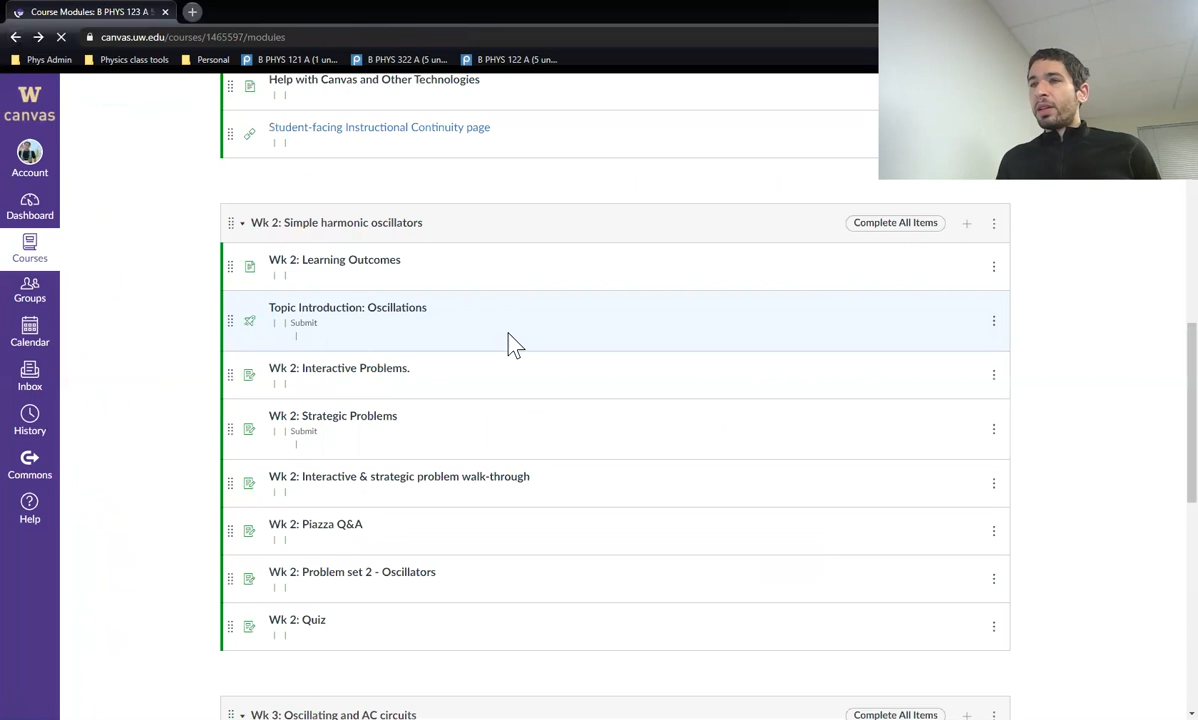 Course Modules: B PHYS 123 A 5
canvas.uw.edu/courses/1465597/modules
Phys Admin
Physics class tools
Personal
B PHYS 121 A (1 un...
B PHYS 322 A (5 un...
B PHYS 122 A (5 un...
W
canvas
Account
Dashboard
Courses
Groups
Calendar
Inbox
History
Commons
Help
Help with Canvas and Other Technologies
Student-facing Instructional Continuity page
Wk 2: Simple harmonic oscillators
Complete All Items
Wk 2: Learning Outcomes
Topic Introduction: Oscillations
Submit
Wk 2: Interactive Problems.
Wk 2: Strategic Problems
Submit
Wk 2: Interactive & strategic problem walk-through
Wk 2: Piazza Q&A
Wk 2: Problem set 2 - Oscillators
Wk 2: Quiz
Wk 3: Oscillating and AC circuits
Complete All Items